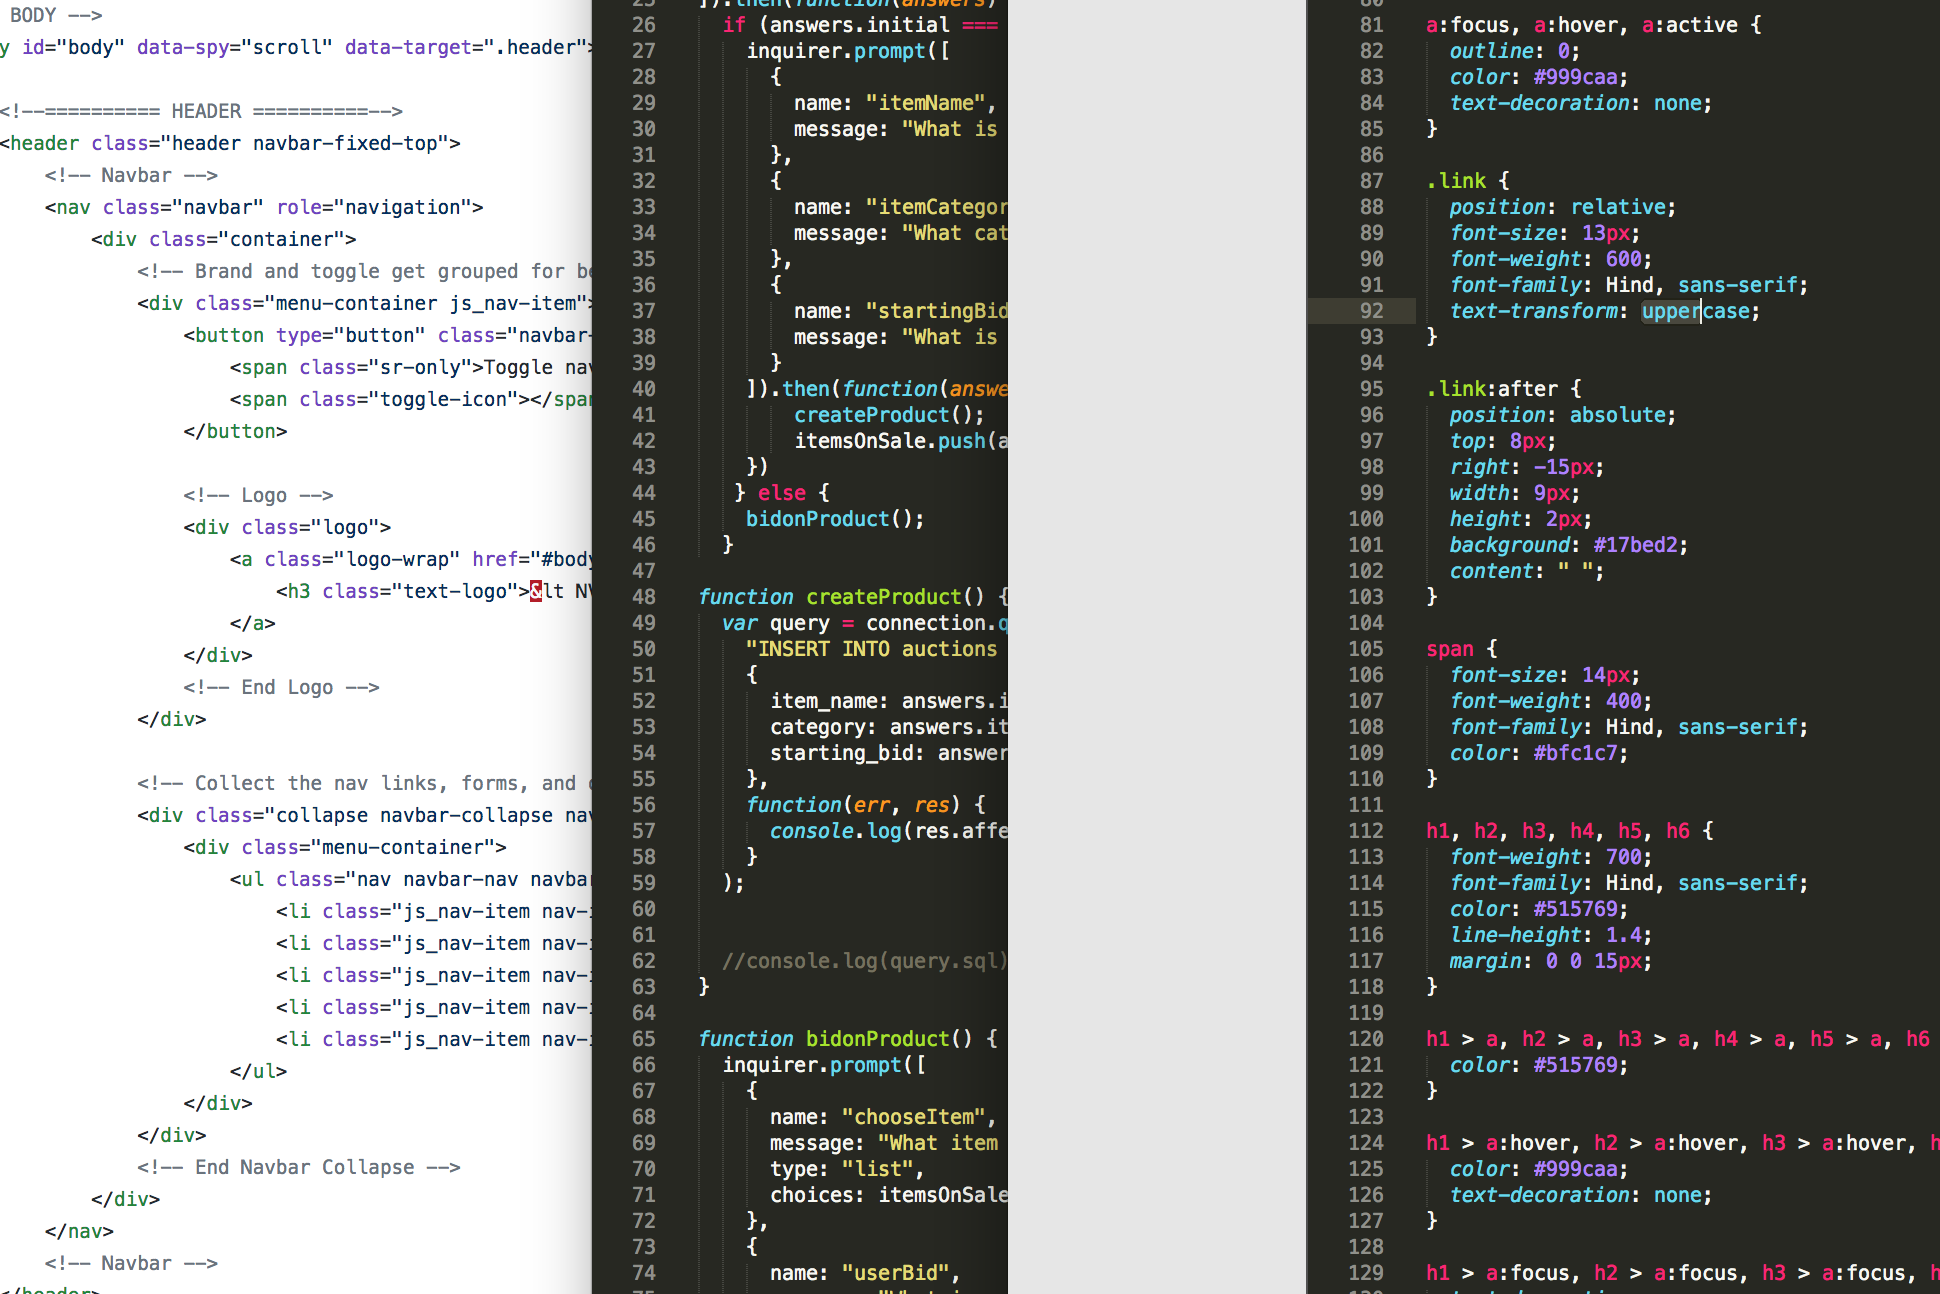 BODY -->
y id="body" data-spy="scroll" data-target=".header">
<!--========== HEADER ==========-->
<header class="header navbar-fixed-top">
<!-- Navbar -->
<nav class="navbar" role="navigation">
<div class="container">
<!-- Brand and toggle get grouped for be
<div class="menu-container js_nav-item">
<button type="button" class="navbar-
<span class="sr-only">Toggle nav
<span class="toggle-icon"></span
</button>
<!-- Logo -->
<div class="logo">
<a class="logo-wrap" href="#body
<h3 class="text-logo">&lt NV
</a>
</div>
<!-- End Logo -->
</div>
<!-- Collect the nav links, forms, and
<div class="collapse navbar-collapse nav
<div class="menu-container">
<ul class="nav navbar-nav navbar
<li class="js_nav-item nav-i
<li class="js_nav-item nav-i
<li class="js_nav-item nav-i
<li class="js_nav-item nav-i
<li class="js_nav-item nav-i
</ul>
</div>
</div>
<!-- End Navbar Collapse -->
</div>
</nav>
<!-- Navbar -->
</header>
25 ]).then(function(answers)
26 if (answers.initial ===
27 inquirer.prompt([
28 {
29 name: "itemName",
30 message: "What is
31 },
32 {
33 name: "itemCategor
34 message: "What cat
35 },
36 {
37 name: "startingBid
38 message: "What is
39 }
40 ]).then(function(answe
41 createProduct();
42 itemsOnSale.push(a
43 })
44 } else {
45 bidonProduct();
46 }
47
48 function createProduct() {
49 var query = connection.q
50 "INSERT INTO auctions
51 {
52 item_name: answers.i
53 category: answers.it
54 starting_bid: answer
55 },
56 function(err, res) {
57 console.log(res.affe
58 }
59 );
60
61
62 //console.log(query.sql)
63 }
64
65 function bidonProduct() {
66 inquirer.prompt([
67 {
68 name: "chooseItem",
69 message: "What item
70 type: "list",
71 choices: itemsOnSale
72 },
73 {
74 name: "userBid",
75
80
81 a:focus, a:hover, a:active {
82 outline: 0;
83 color: #999caa;
84 text-decoration: none;
85 }
86
87 .link {
88 position: relative;
89 font-size: 13px;
90 font-weight: 600;
91 font-family: Hind, sans-serif;
92 text-transform: uppercase;
93 }
94
95 .link:after {
96 position: absolute;
97 top: 8px;
98 right: -15px;
99 width: 9px;
100 height: 2px;
101 background: #17bed2;
102 content: " ";
103 }
104
105 span {
106 font-size: 14px;
107 font-weight: 400;
108 font-family: Hind, sans-serif;
109 color: #bfc1c7;
110 }
111
112 h1, h2, h3, h4, h5, h6 {
113 font-weight: 700;
114 font-family: Hind, sans-serif;
115 color: #515769;
116 line-height: 1.4;
117 margin: 0 0 15px;
118 }
119
120 h1 > a, h2 > a, h3 > a, h4 > a, h5 > a, h6
121 color: #515769;
122 }
123
124 h1 > a:hover, h2 > a:hover, h3 > a:hover, h
125 color: #999caa;
126 text-decoration: none;
127 }
128
129 h1 > a:focus, h2 > a:focus, h3 > a:focus, h